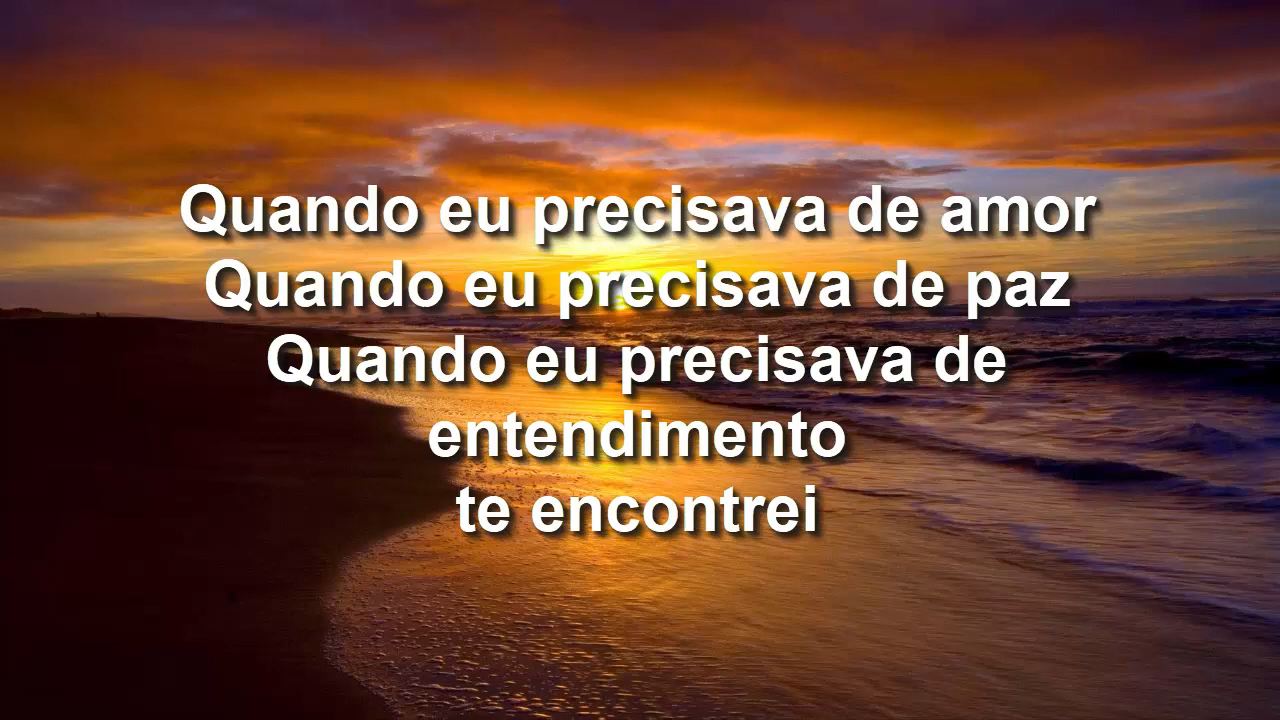 Quando eu precisava de amor
Quando eu precisava de paz
Quando eu precisava de
entendimento
te encontrei